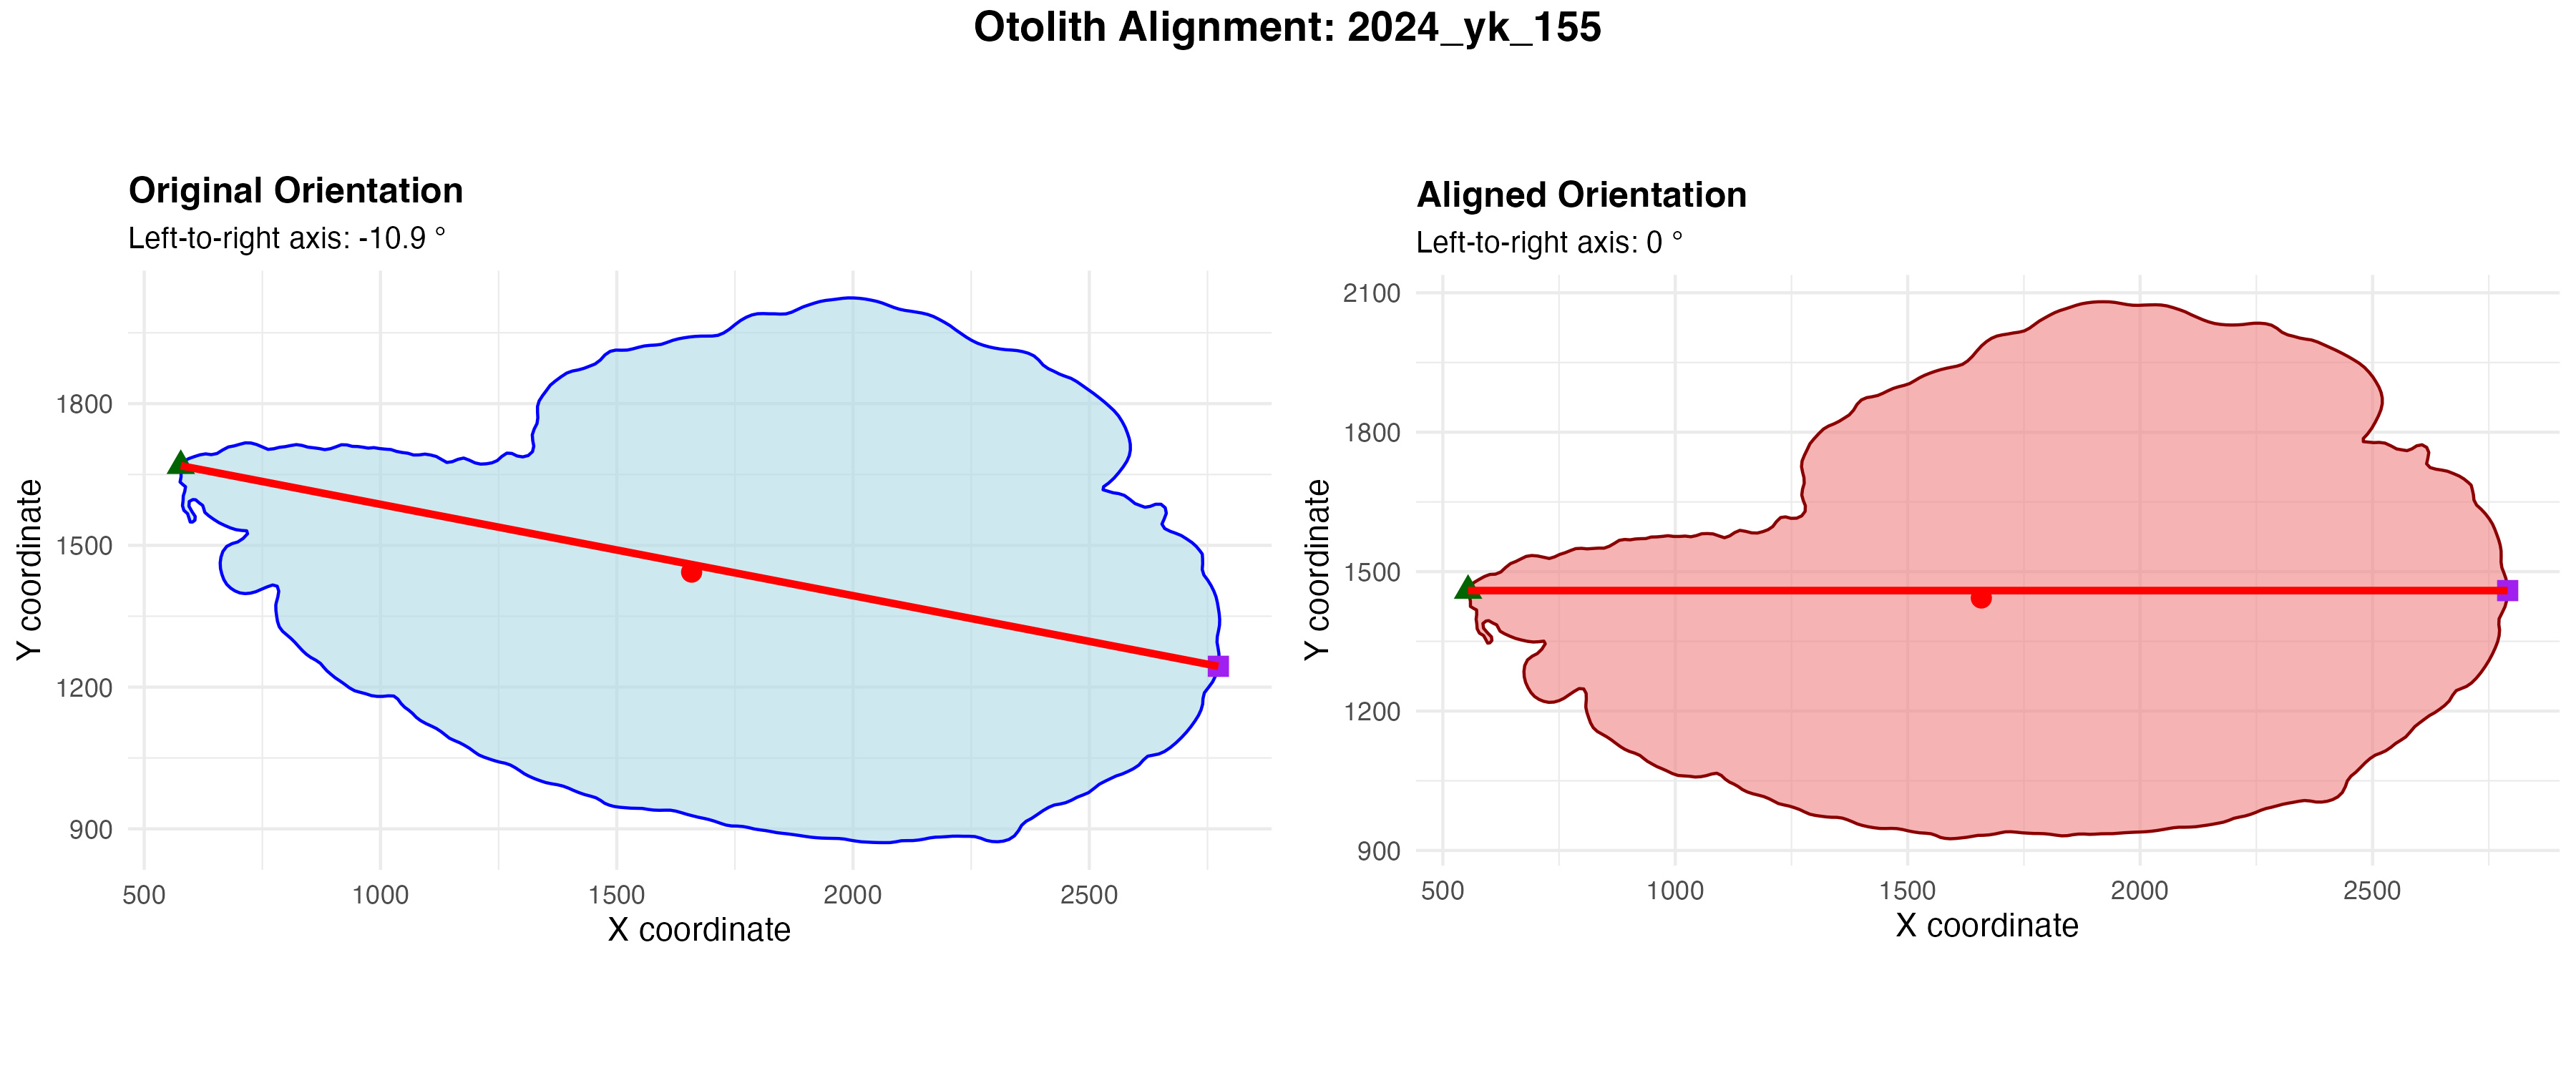 Otolith Alignment: 2024_yk_155
Original Orientation
Left-to-right axis: -10.9 °
Y coordinate
1800
1500
1200
900
500 1000 1500 2000 2500
X coordinate
Aligned Orientation
Left-to-right axis: 0 °
Y coordinate
2100
1800
1500
1200
900
500 1000 1500 2000 2500
X coordinate